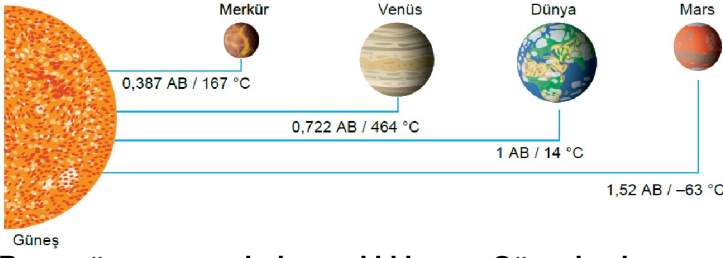 Merkür Venüs Dünya Mars
0,387 AB / 167 °C
0,722 AB / 464 °C
1 AB / 14 °C
1,52 AB / –63 °C
Güneş